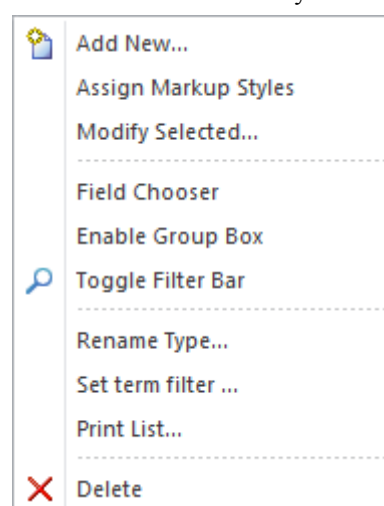 Add New...
Assign Markup Styles
Modify Selected...
Field Chooser
Enable Group Box
Toggle Filter Bar
Rename Type...
Set term filter ...
Print List...
Delete